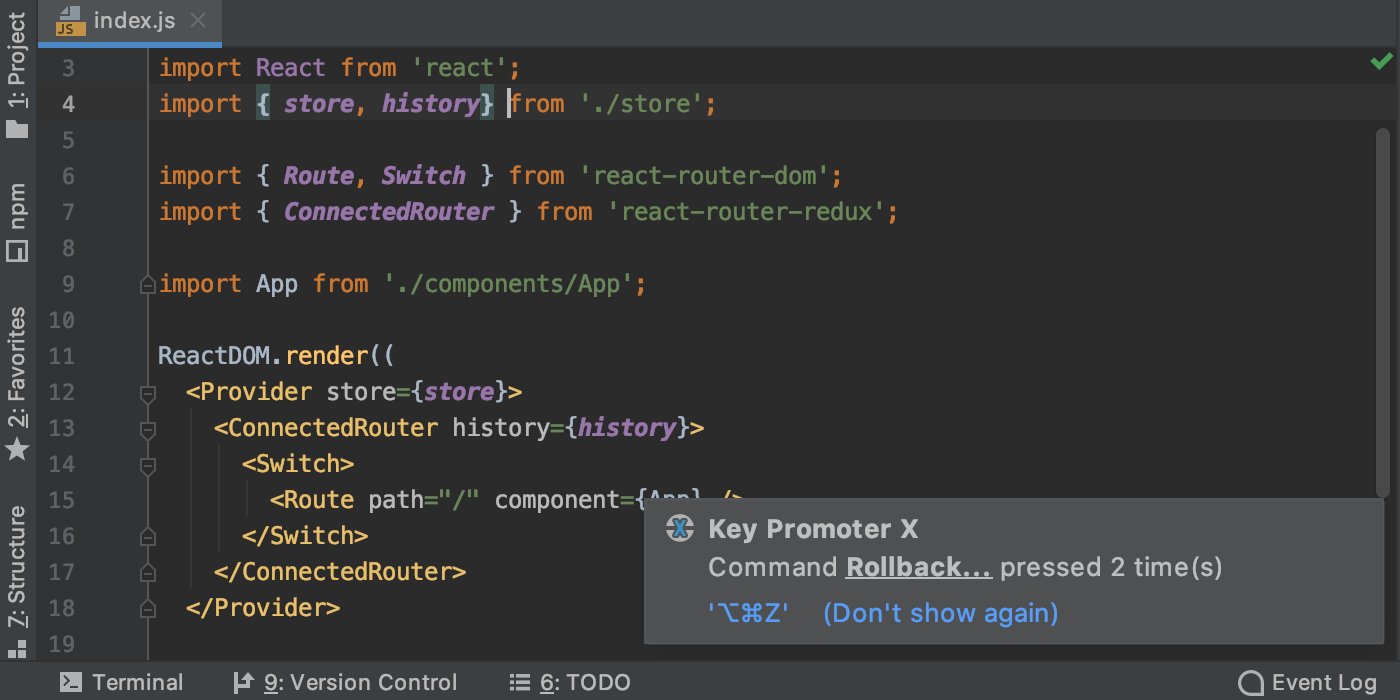 index.js
1: Project
npm
2: Favorites
7: Structure
3 import React from 'react';
4 import { store, history} from './store';
5
6 import { Route, Switch } from 'react-router-dom';
7 import { ConnectedRouter } from 'react-router-redux';
8
9 import App from './components/App';
10
11 ReactDOM.render((
12 <Provider store={store}>
13 <ConnectedRouter history={history}>
14 <Switch>
15 <Route path="/" component={App} />
16 </Switch>
17 </ConnectedRouter>
18 </Provider>
19
Key Promoter X
Command Rollback... pressed 2 time(s)
'⌥⌘Z' (Don't show again)
Terminal 9: Version Control 6: TODO Event Log